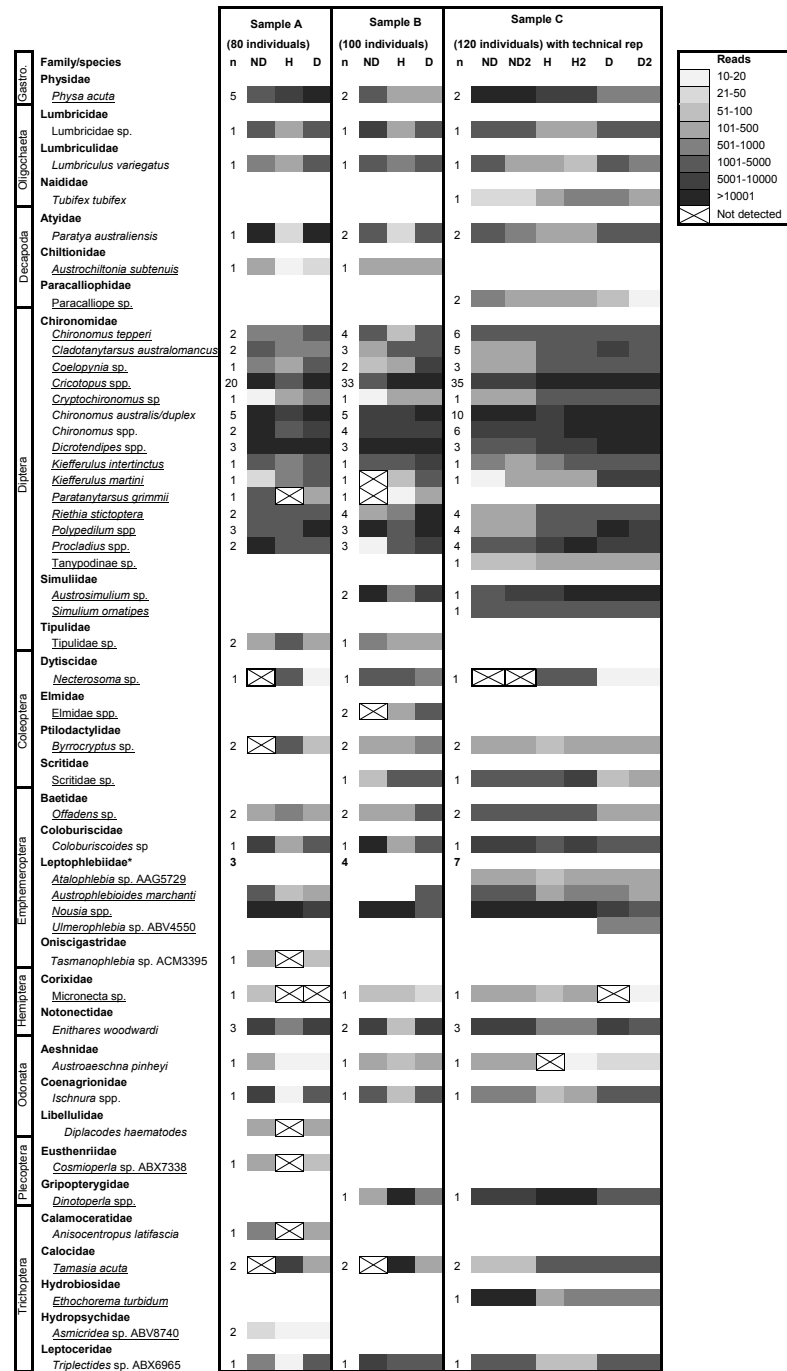 Sample A Sample B Sample C
(80 individuals) (100 individuals) (120 individuals) with technical rep
Family/species n ND H D n ND H D n ND ND2 H H2 D D2
Reads
10-20
21-50
51-100
101-500
501-1000
1001-5000
5001-10000
>10001
Not detected
Gastro.
Physidae
Physa acuta 5 2 2
Oligochaeta
Lumbricidae
Lumbricidae sp. 1 1 1
Lumbriculidae
Lumbriculus variegatus 1 1 1
Naididae
Tubifex tubifex 1
Decapoda
Atyidae
Paratya australiensis 1 2 2
Chiltionidae
Austrochiltonia subtenuis 1 1
Paracalliophidae
Paracalliope sp. 2
Diptera
Chironomidae
Chironomus tepperi 2 4 6
Cladotanytarsus australomancus 2 3 5
Coelopynia sp. 1 2 3
Cricotopus spp. 20 33 35
Cryptochironomus sp 1 1 1
Chironomus australis/duplex 5 5 10
Chironomus spp. 2 4 6
Dicrotendipes spp. 3 3 3
Kiefferulus intertinctus 1 1 1
Kiefferulus martini 1 1 1
Paratanytarsus grimmii 1 1
Riethia stictoptera 2 4 4
Polypedilum spp 3 3 4
Procladius spp. 2 3 4
Tanypodinae sp. 1
Simuliidae
Austrosimulium sp. 2 1
Simulium ornatipes 1
Tipulidae
Tipulidae sp. 2 1
Coleoptera
Dytiscidae
Necterosoma sp. 1 1 1
Elmidae
Elmidae spp. 2
Ptilodactylidae
Byrrocryptus sp. 2 2 2
Scritidae
Scritidae sp. 1 1
Emphemeroptera
Baetidae
Offadens sp. 2 2 2
Coloburiscidae
Coloburiscoides sp 1 1 1
Leptophlebiidae* 3 4 7
Atalophlebia sp. AAG5729
Austrophlebioides marchanti
Nousia spp.
Ulmerophlebia sp. ABV4550
Oniscigastridae
Tasmanophlebia sp. ACM3395 1
Hemiptera
Corixidae
Micronecta sp. 1 1 1
Notonectidae
Enithares woodwardi 3 2 3
Odonata
Aeshnidae
Austroaeschna pinheyi 1 1 1
Coenagrionidae
Ischnura spp. 1 1 1
Libellulidae
Diplacodes haematodes
Plecoptera
Eusthenriidae
Cosmioperla sp. ABX7338 1
Gripopterygidae
Dinotoperla spp. 1 1
Trichoptera
Calamoceratidae
Anisocentropus latifascia 1
Calocidae
Tamasia acuta 2 2 2
Hydrobiosidae
Ethochorema turbidum 1
Hydropsychidae
Asmicridea sp. ABV8740 2
Leptoceridae
Triplectides sp. ABX6965 1 1 1